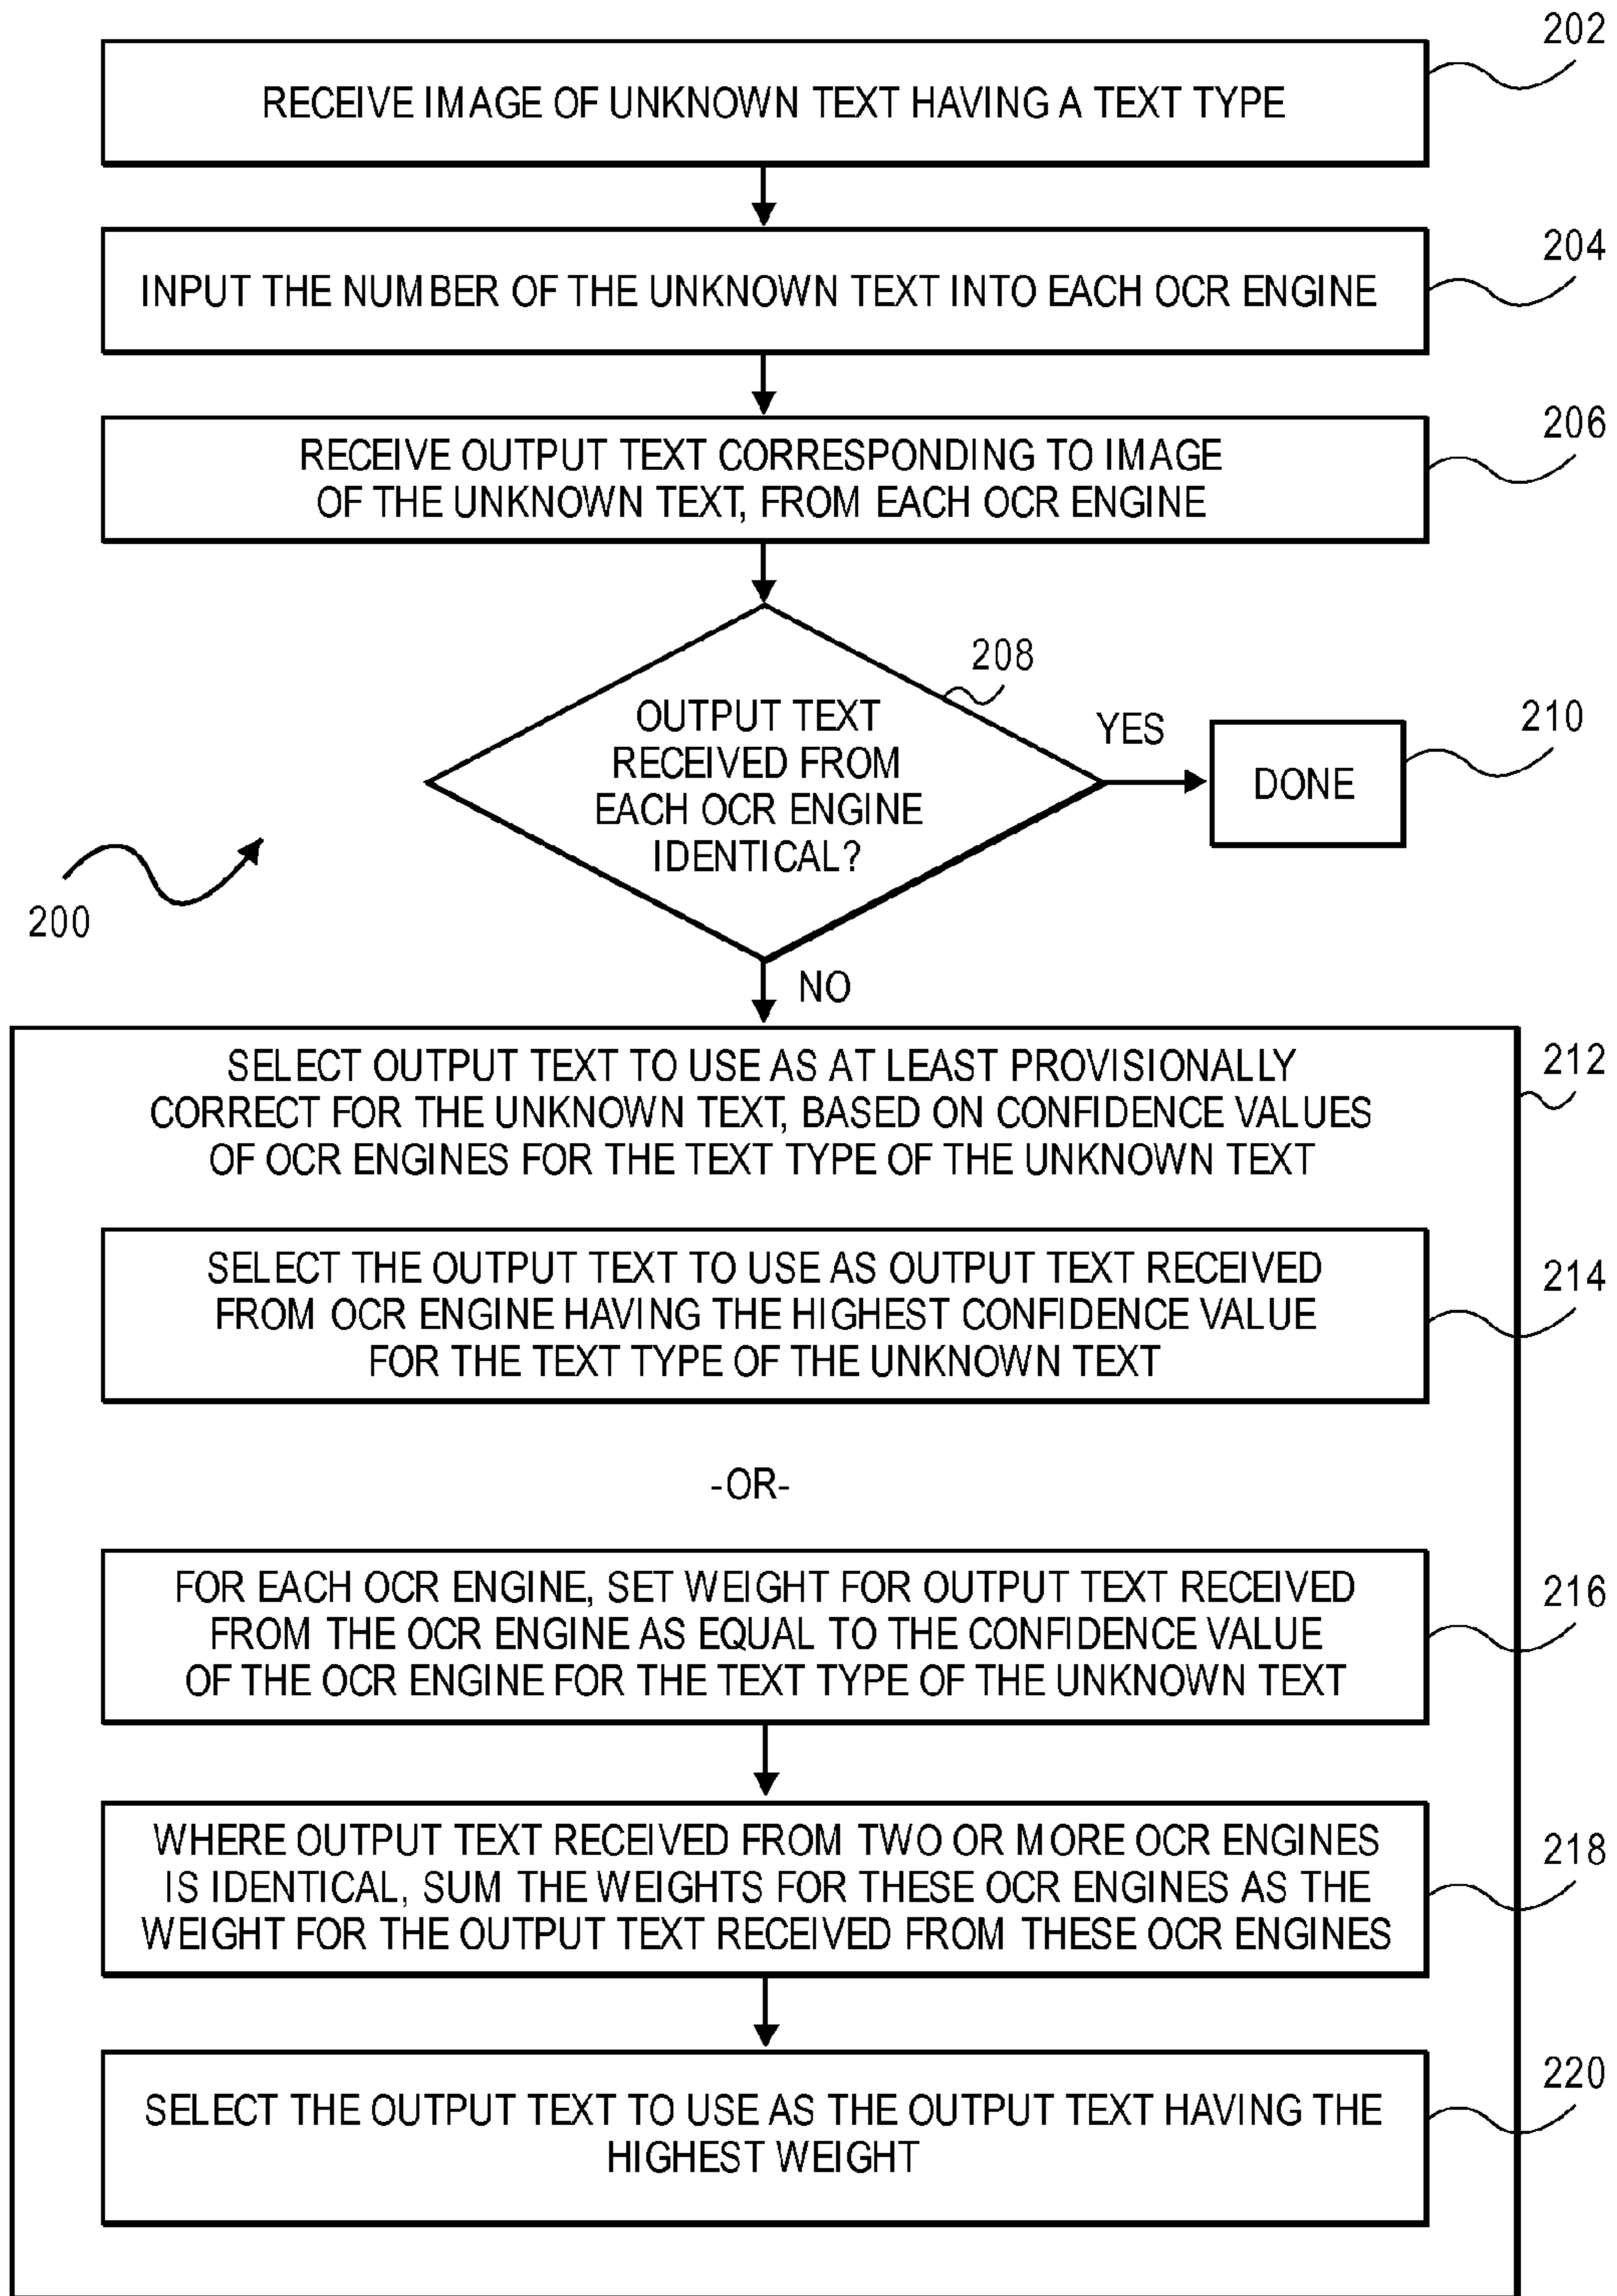 202
RECEIVE IMAGE OF UNKNOWN TEXT HAVING A TEXT TYPE
204
INPUT THE NUMBER OF THE UNKNOWN TEXT INTO EACH OCR ENGINE
206
RECEIVE OUTPUT TEXT CORRESPONDING TO IMAGE
OF THE UNKNOWN TEXT, FROM EACH OCR ENGINE
208
OUTPUT TEXT
RECEIVED FROM
EACH OCR ENGINE
IDENTICAL?
YES
210
DONE
200
NO
212
SELECT OUTPUT TEXT TO USE AS AT LEAST PROVISIONALLY
CORRECT FOR THE UNKNOWN TEXT, BASED ON CONFIDENCE VALUES
OF OCR ENGINES FOR THE TEXT TYPE OF THE UNKNOWN TEXT
214
SELECT THE OUTPUT TEXT TO USE AS OUTPUT TEXT RECEIVED
FROM OCR ENGINE HAVING THE HIGHEST CONFIDENCE VALUE
FOR THE TEXT TYPE OF THE UNKNOWN TEXT
-OR-
216
FOR EACH OCR ENGINE, SET WEIGHT FOR OUTPUT TEXT RECEIVED
FROM THE OCR ENGINE AS EQUAL TO THE CONFIDENCE VALUE
OF THE OCR ENGINE FOR THE TEXT TYPE OF THE UNKNOWN TEXT
218
WHERE OUTPUT TEXT RECEIVED FROM TWO OR MORE OCR ENGINES
IS IDENTICAL, SUM THE WEIGHTS FOR THESE OCR ENGINES AS THE
WEIGHT FOR THE OUTPUT TEXT RECEIVED FROM THESE OCR ENGINES
220
SELECT THE OUTPUT TEXT TO USE AS THE OUTPUT TEXT HAVING THE
HIGHEST WEIGHT